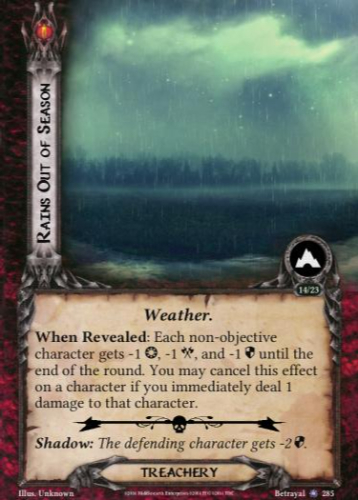 RAINS OUT OF SEASON
14/23
Weather.
When Revealed: Each non-objective
character gets -1 , -1 , and -1 until the
end of the round. You may cancel this effect
on a character if you immediately deal 1
damage to that character.
Shadow: The defending character gets -2 .
TREACHERY
Illus. Unknown
Betrayal 285